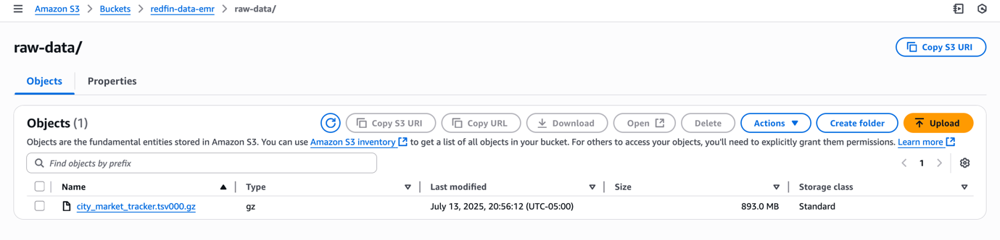 Amazon S3 > Buckets > redfin-data-emr > raw-data/
raw-data/
Copy S3 URI
Objects Properties
Objects (1)
Copy S3 URI Copy URL Download Open Delete Actions Create folder Upload
Objects are the fundamental entities stored in Amazon S3. You can use Amazon S3 inventory to get a list of all objects in your bucket. For others to access your objects, you'll need to explicitly grant them permissions. Learn more
Find objects by prefix
1
Name Type Last modified Size Storage class
city_market_tracker.tsv000.gz gz July 13, 2025, 20:56:12 (UTC-05:00) 893.0 MB Standard